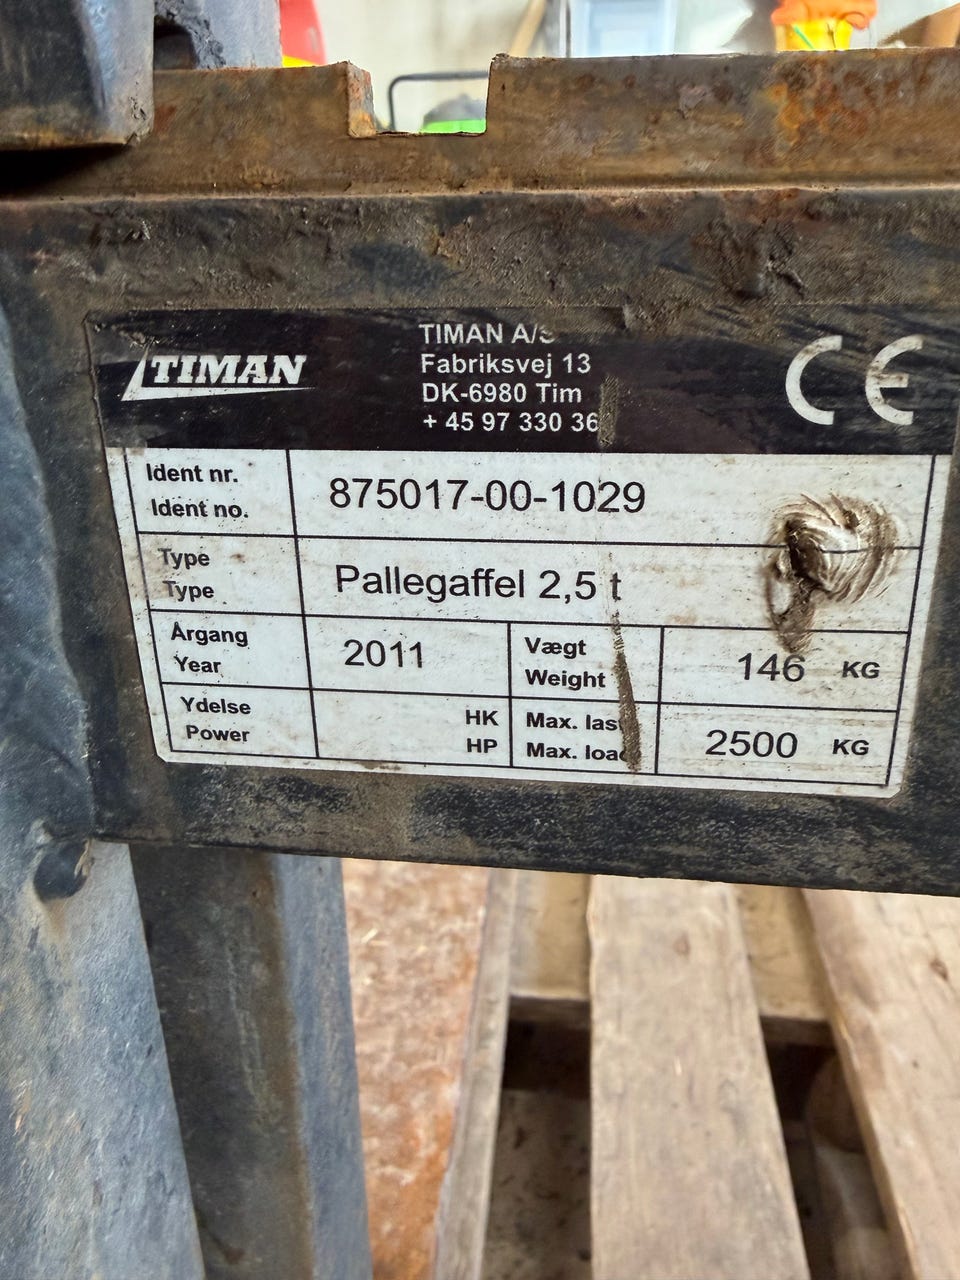 TIMAN
TIMAN A/S
Fabriksvej 13
DK-6980 Tim
+ 45 97 330 36
CE
Ident nr.
Ident no.
875017-00-1029
Type
Type
Pallegaffel 2,5 t
Årgang
Year
2011
Vægt
Weight
146 KG
Ydelse
Power
HK
HP
Max. last
Max. load
2500 KG